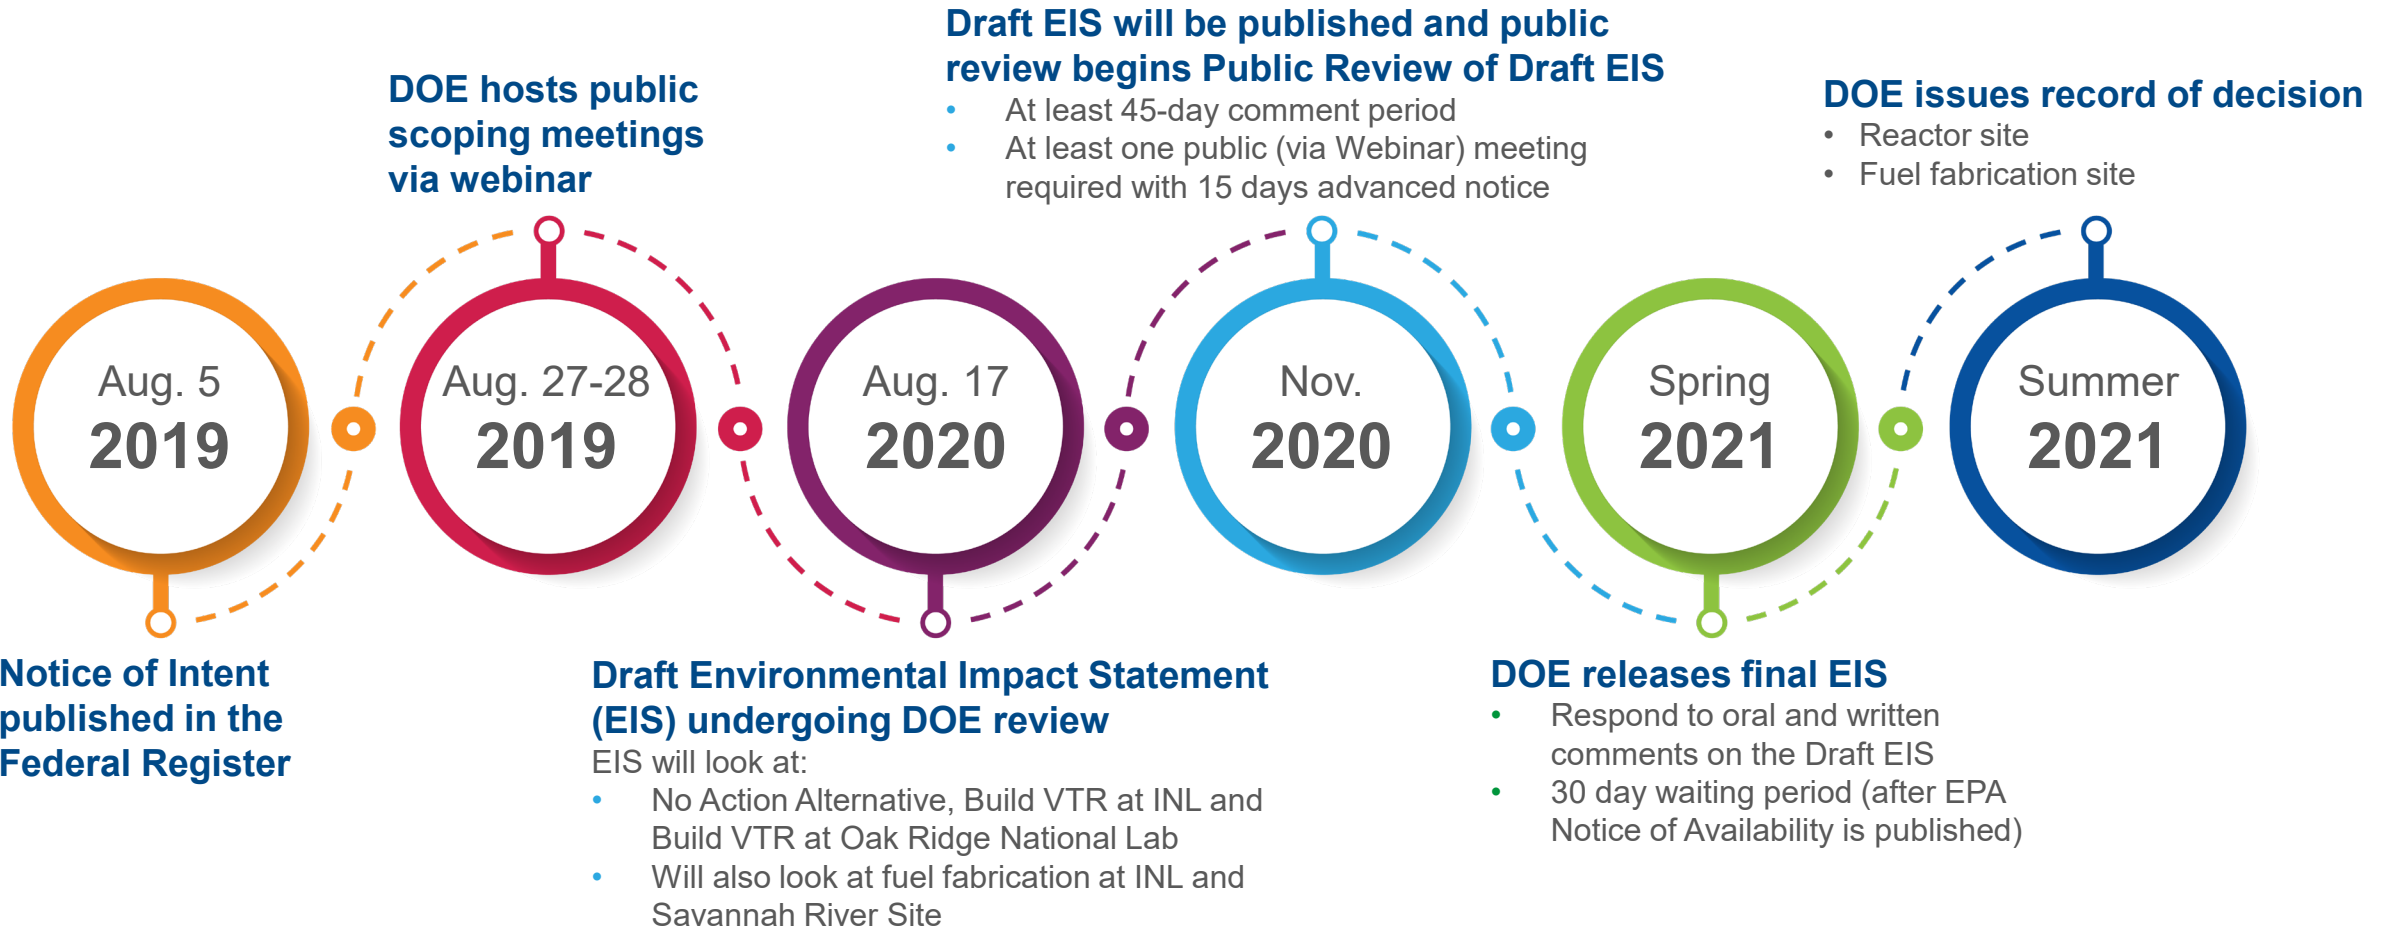 Notice of Intent
published in the
Federal Register
Aug. 5
2019
DOE hosts public
scoping meetings
via webinar
Aug. 27-28
2019
Aug. 17
2020
Draft Environmental Impact Statement
(EIS) undergoing DOE review
EIS will look at:
• No Action Alternative, Build VTR at INL and
Build VTR at Oak Ridge National Lab
• Will also look at fuel fabrication at INL and
Savannah River Site
Draft EIS will be published and public
review begins Public Review of Draft EIS
• At least 45-day comment period
• At least one public (via Webinar) meeting
required with 15 days advanced notice
Nov.
2020
Spring
2021
DOE releases final EIS
• Respond to oral and written
comments on the Draft EIS
• 30 day waiting period (after EPA
Notice of Availability is published)
DOE issues record of decision
• Reactor site
• Fuel fabrication site
Summer
2021